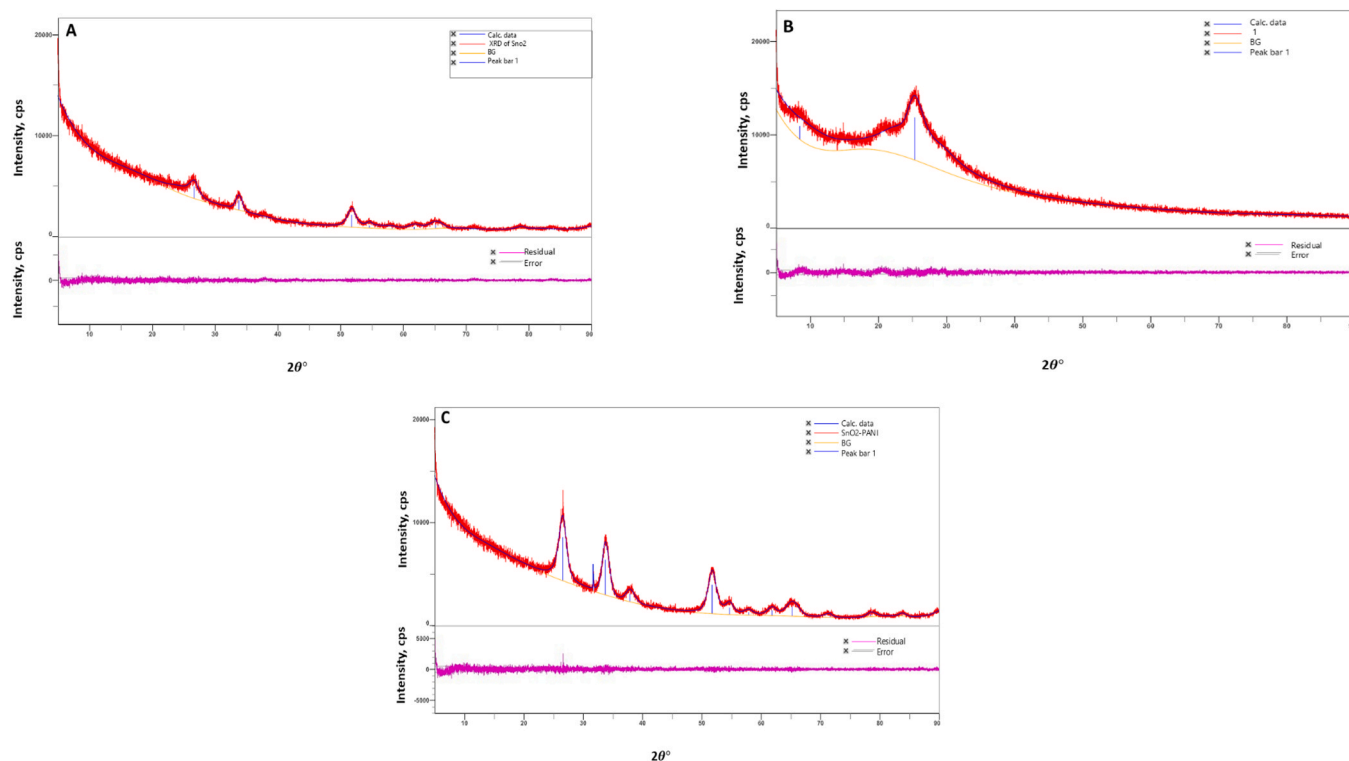 A
20000
Calc. data
XRD of Sno2
BG
Peak bar 1
Intensity, cps
10000
0
Residual
Error
Intensity, cps
0
10 20 30 40 50 60 70 80 90
2θ°
B
20000
Calc. data
1
BG
Peak bar 1
Intensity, cps
10000
0
Residual
Error
Intensity, cps
0
10 20 30 40 50 60 70 80 90
2θ°
C
20000
Calc. data
SnO2-PANI
BG
Peak bar 1
Intensity, cps
10000
0
Residual
Error
Intensity, cps
5000
0
-5000
10 20 30 40 50 60 70 80 90
2θ°